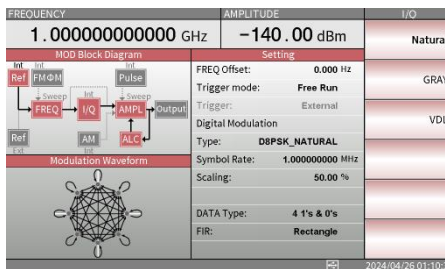 FREQUENCY
AMPLITUDE
I/Q
1.000000000000 GHz
−140.00 dBm
MOD Block Diagram
Int Int Int
Ref FMΦM Pulse
Sweep Int Sweep
FREQ I/Q AMPL Output
Ref AM ALC
Ext Int
Modulation Waveform
Setting
FREQ Offset: 0.000 Hz
Trigger mode: Free Run
Trigger: External
Digital Modulation
Type: D8PSK_NATURAL
Symbol Rate: 1.000000000 MHz
Scaling: 50.00 %
DATA Type: 4 1's & 0's
FIR: Rectangle
Natura
GRAY
VDL
2024/04/26 01:10: